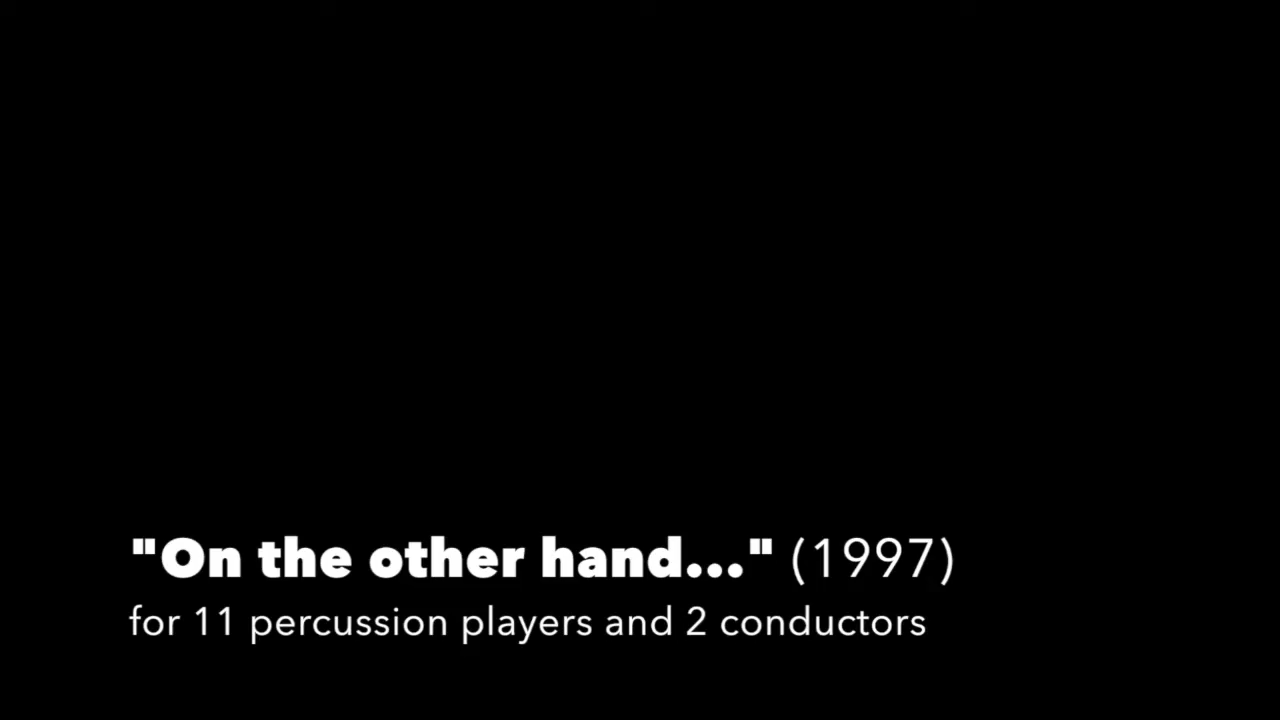 "On the other hand..." (1997)
for 11 percussion players and 2 conductors